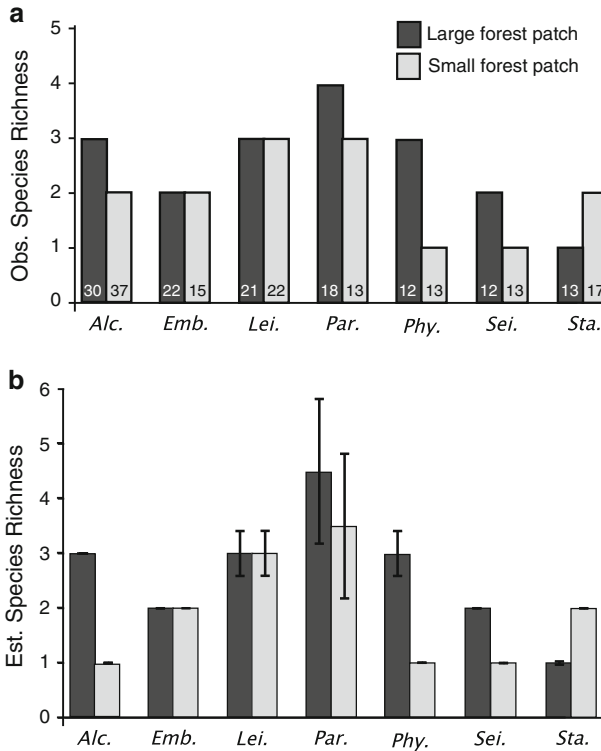 a
Large forest patch
Small forest patch
Obs. Species Richness
5
4
3
2
1
0
30 37 22 15 21 22 18 13 12 13 12 13 13 17
Alc. Emb. Lei. Par. Phy. Sei. Sta.
b
Est. Species Richness
6
5
4
3
2
1
0
Alc. Emb. Lei. Par. Phy. Sei. Sta.